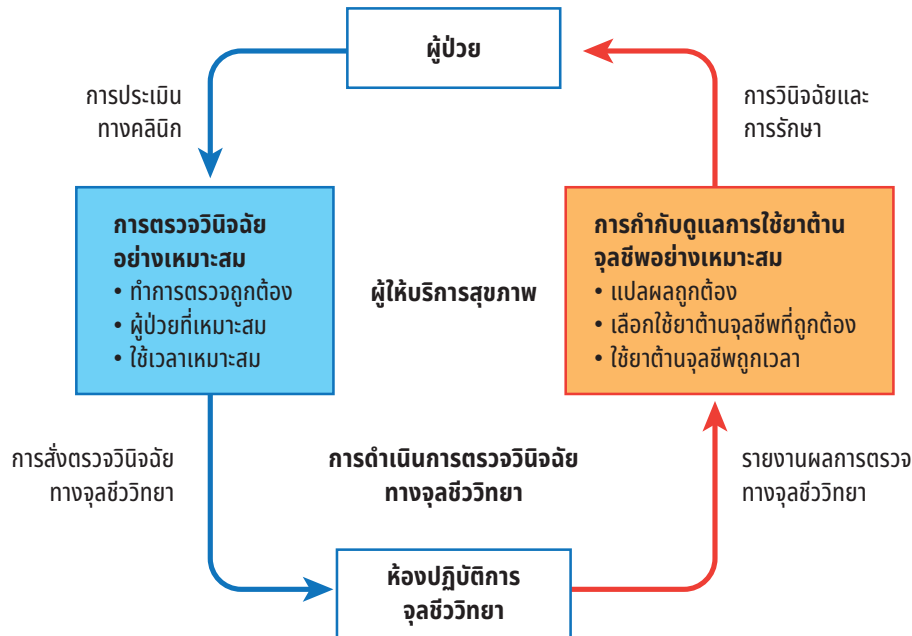 ผู้ป่วย
การประเมิน
ทางคลินิก
การวินิจฉัยและ
การรักษา
การตรวจวินิจฉัย
อย่างเหมาะสม
• ทำการตรวจถูกต้อง
• ผู้ป่วยที่เหมาะสม
• ใช้เวลาเหมาะสม
ผู้ให้บริการสุขภาพ
การกำกับดูแลการใช้ยาต้าน
จุลชีพอย่างเหมาะสม
• แปลผลถูกต้อง
• เลือกใช้ยาต้านจุลชีพที่ถูกต้อง
• ใช้ยาต้านจุลชีพถูกเวลา
การสั่งตรวจวินิจฉัย
ทางจุลชีววิทยา
การดำเนินการตรวจวินิจฉัย
ทางจุลชีววิทยา
รายงานผลการตรวจ
ทางจุลชีววิทยา
ห้องปฏิบัติการ
จุลชีววิทยา